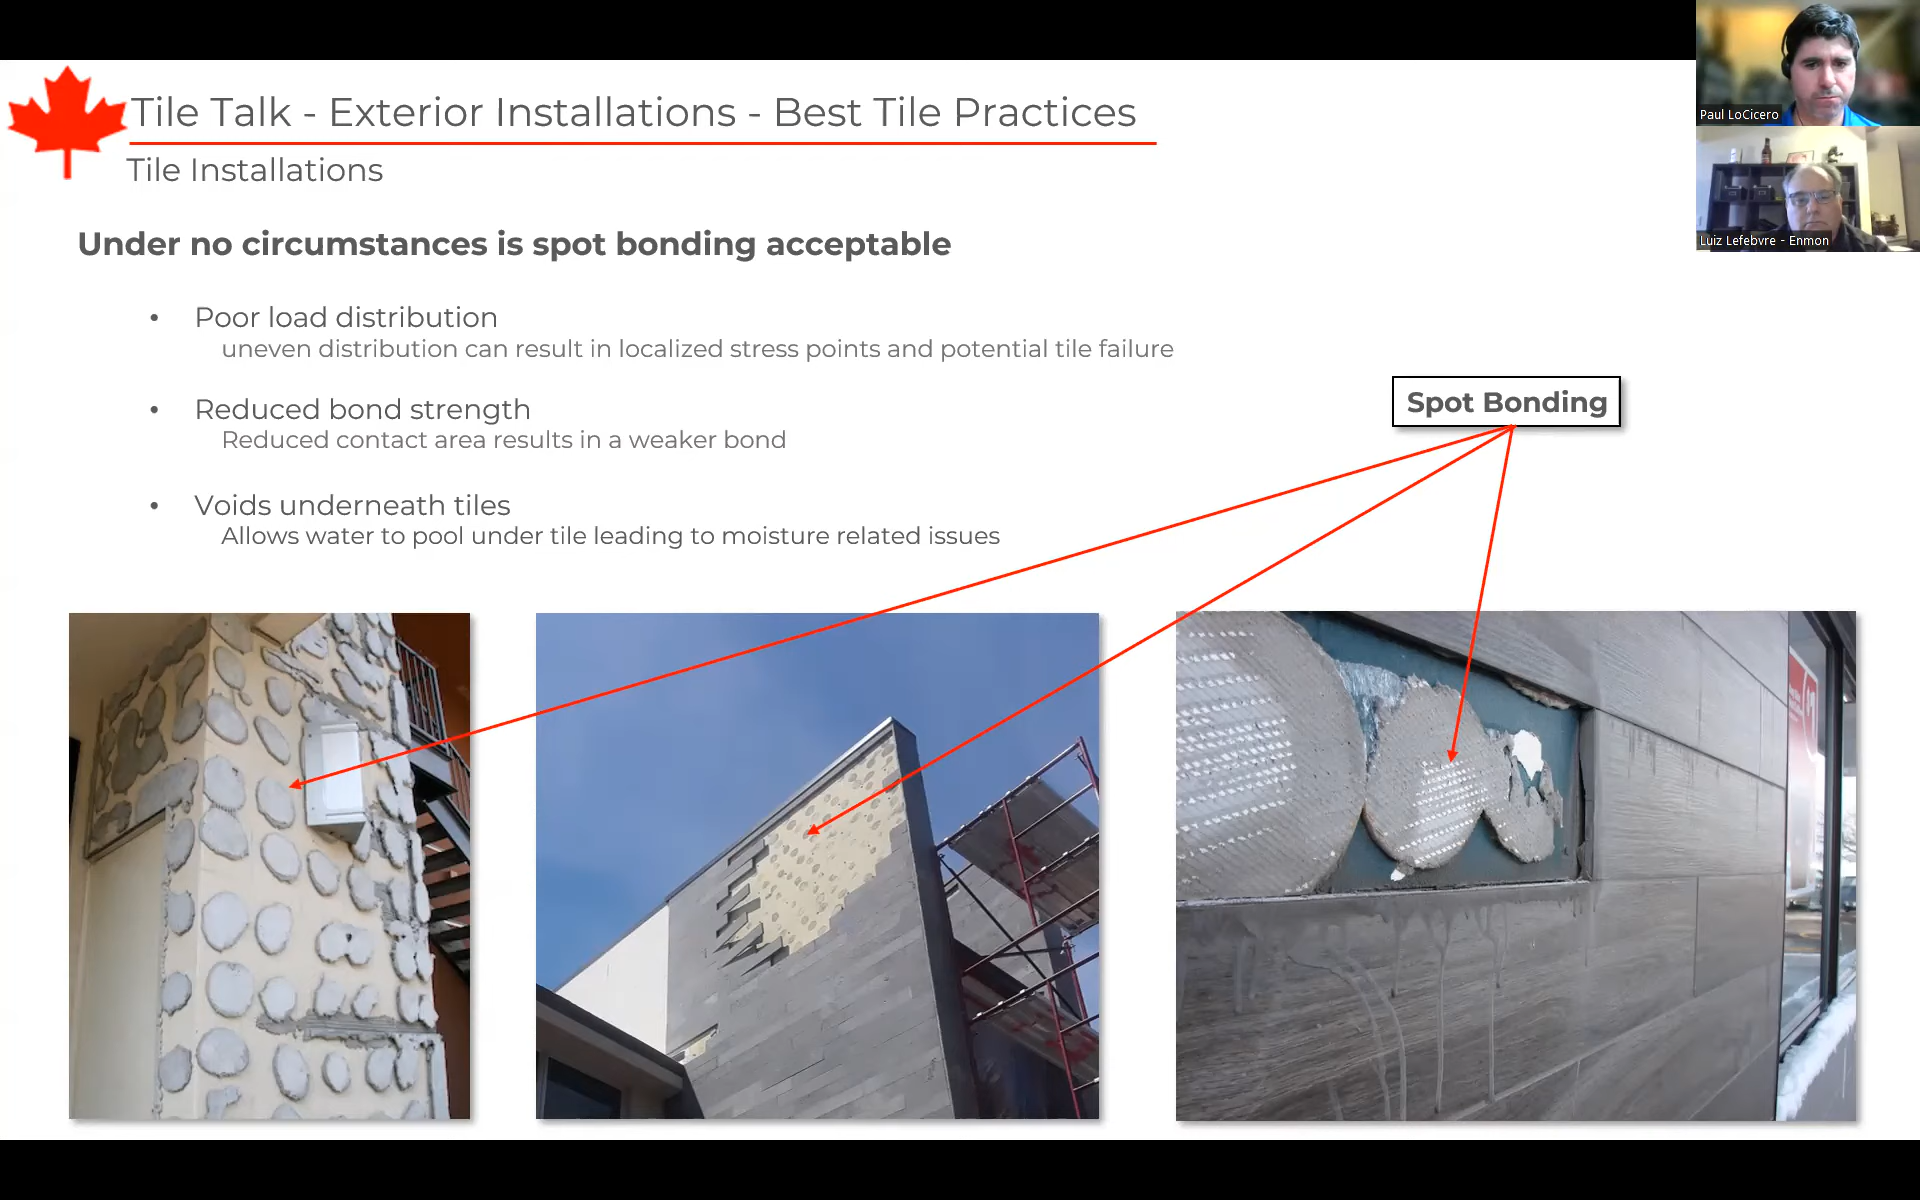 Tile Talk - Exterior Installations - Best Tile Practices
Tile Installations
Under no circumstances is spot bonding acceptable
• Poor load distribution
uneven distribution can result in localized stress points and potential tile failure
• Reduced bond strength
Reduced contact area results in a weaker bond
• Voids underneath tiles
Allows water to pool under tile leading to moisture related issues
Spot Bonding
Paul LoCicero
Luiz Lefebvre - Enmon